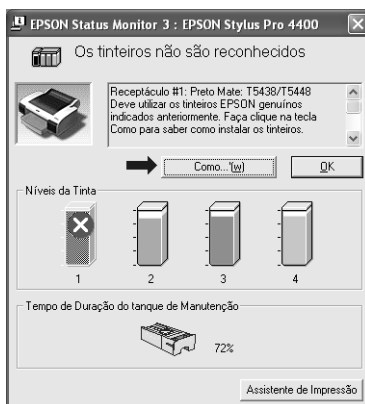 EPSON Status Monitor 3 : EPSON Stylus Pro 4400
Os tinteiros não são reconhecidos
Receptáculo #1: Preto Mate: T5438/T5448
Deve utilizar os tinteiros EPSON genuínos
indicados anteriormente. Faça clique na tecla
Como para saber como instalar os tinteiros.
Como...'(w) OK
Níveis da Tinta
1 2 3 4
Tempo de Duração do tanque de Manutenção
72%
Assistente de Impressão